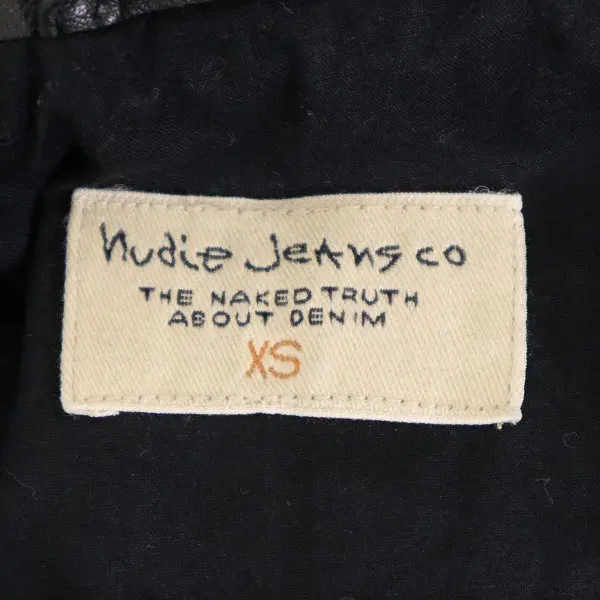 Nudie Jeans co
THE NAKED TRUTH
ABOUT DENIM
XS